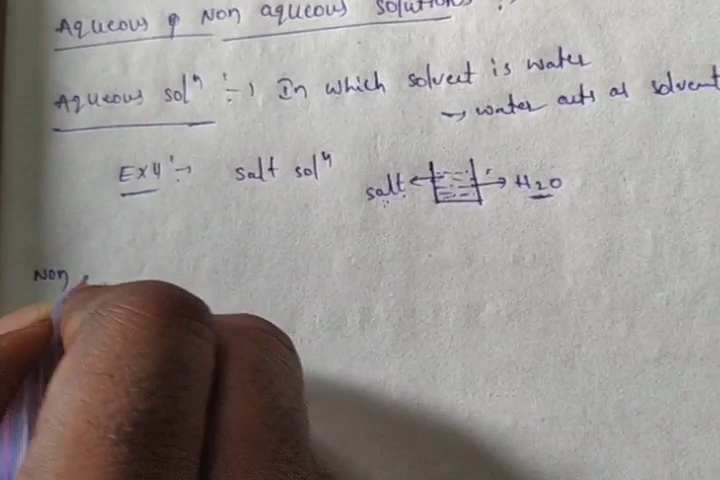 Aqueous & Non aqueous solutions :-
Aqueous solⁿ :-) In which solvent is water
→ water acts as solvent
Ex4:-) salt solⁿ salt ← → H2O
Non